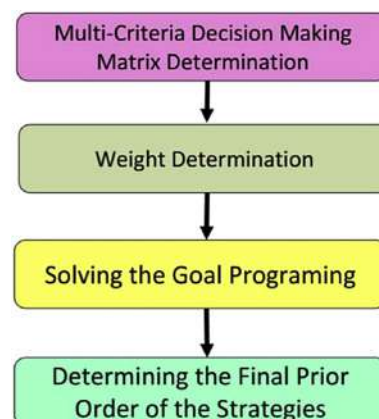 Multi-Criteria Decision Making
Matrix Determination
Weight Determination
Solving the Goal Programing
Determining the Final Prior
Order of the Strategies